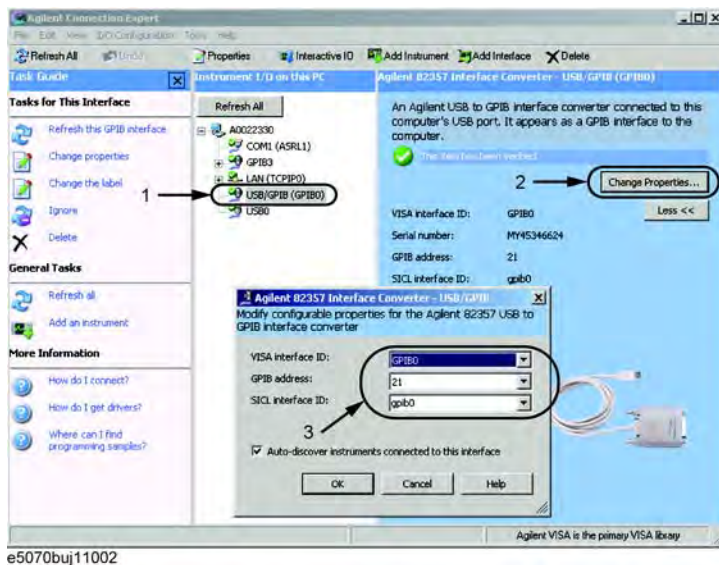 Agilent Connection Expert
File Edit View I/O Configuration Tools Help
Refresh All Undo Properties Interactive IO Add Instrument Add Interface Delete
Task Guide
Instrument I/O on this PC
Agilent 82357 Interface Converter - USB/GPIB (GPIB0)
Tasks for This Interface
Refresh this GPIB interface
Change properties
Change the label
Ignore
Delete
General Tasks
Refresh all
Add an instrument
More Information
How do I connect?
How do I get drivers?
Where can I find
programming samples?
Refresh All
A0022330
COM1 (ASRL1)
GPIB3
LAN (TCPIP0)
1
USB/GPIB (GPIB0)
USB0
An Agilent USB to GPIB interface converter connected to this
computer's USB port. It appears as a GPIB interface to the
computer.
This item has been verified
2
Change Properties...
Less <<
VISA interface ID: GPIB0
Serial number: MY45346624
GPIB address: 21
SICL interface ID: gpib0
Agilent 82357 Interface Converter - USB/GPIB
Modify configurable properties for the Agilent 82357 USB to
GPIB interface converter
VISA interface ID: GPIB0
GPIB address: 21
SICL interface ID: gpib0
3
Auto-discover instruments connected to this interface
OK Cancel Help
Agilent VISA is the primary VISA library
e5070buj11002